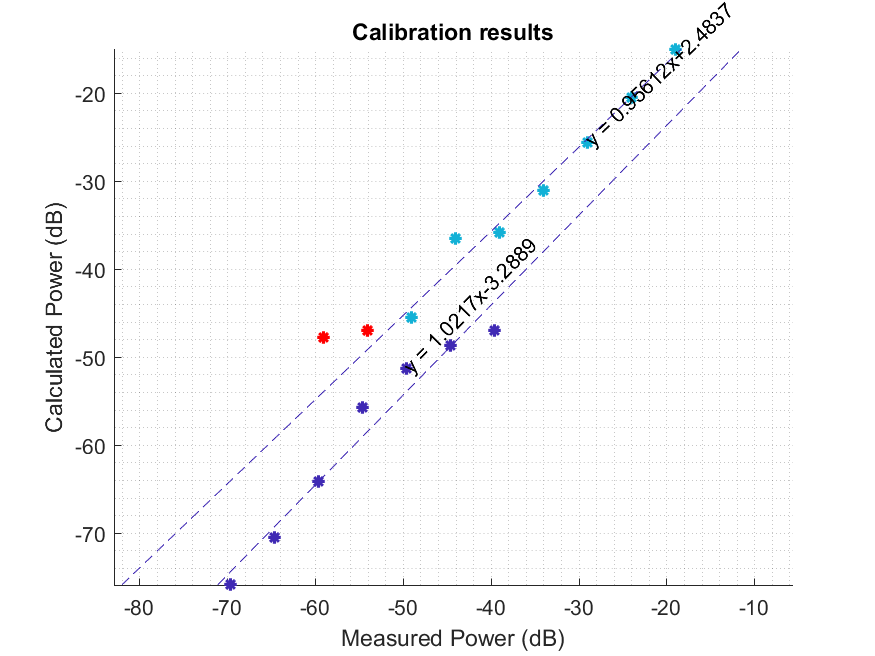 Calibration results
y = 0.95612x+2.4837
y = 1.0217x-3.2889
Calculated Power (dB)
-20
-30
-40
-50
-60
-70
-80 -70 -60 -50 -40 -30 -20 -10
Measured Power (dB)